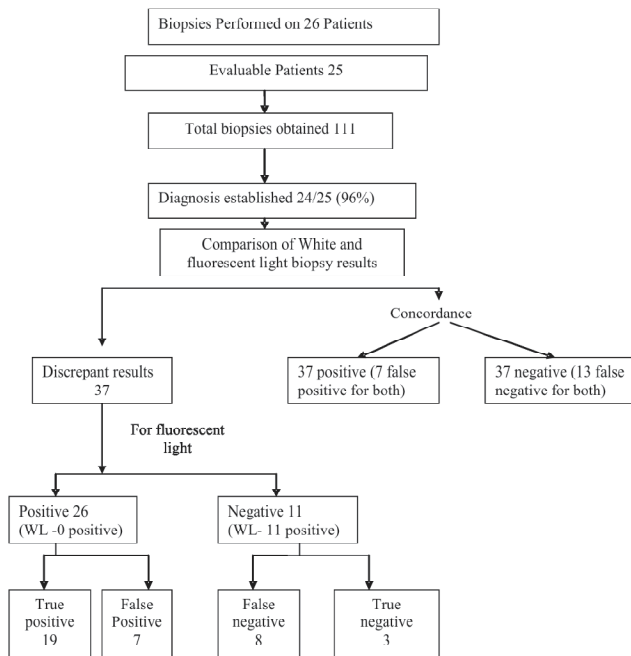 Biopsies Performed on 26 Patients
Evaluable Patients 25
Total biopsies obtained 111
Diagnosis established 24/25 (96%)
Comparison of White and
fluorescent light biopsy results
Concordance
Discrepant results
37
37 positive (7 false
positive for both)
37 negative (13 false
negative for both)
For fluorescent
light
Positive 26
(WL -0 positive)
Negative 11
(WL- 11 positive)
True
positive
19
False
Positive
7
False
negative
8
True
negative
3